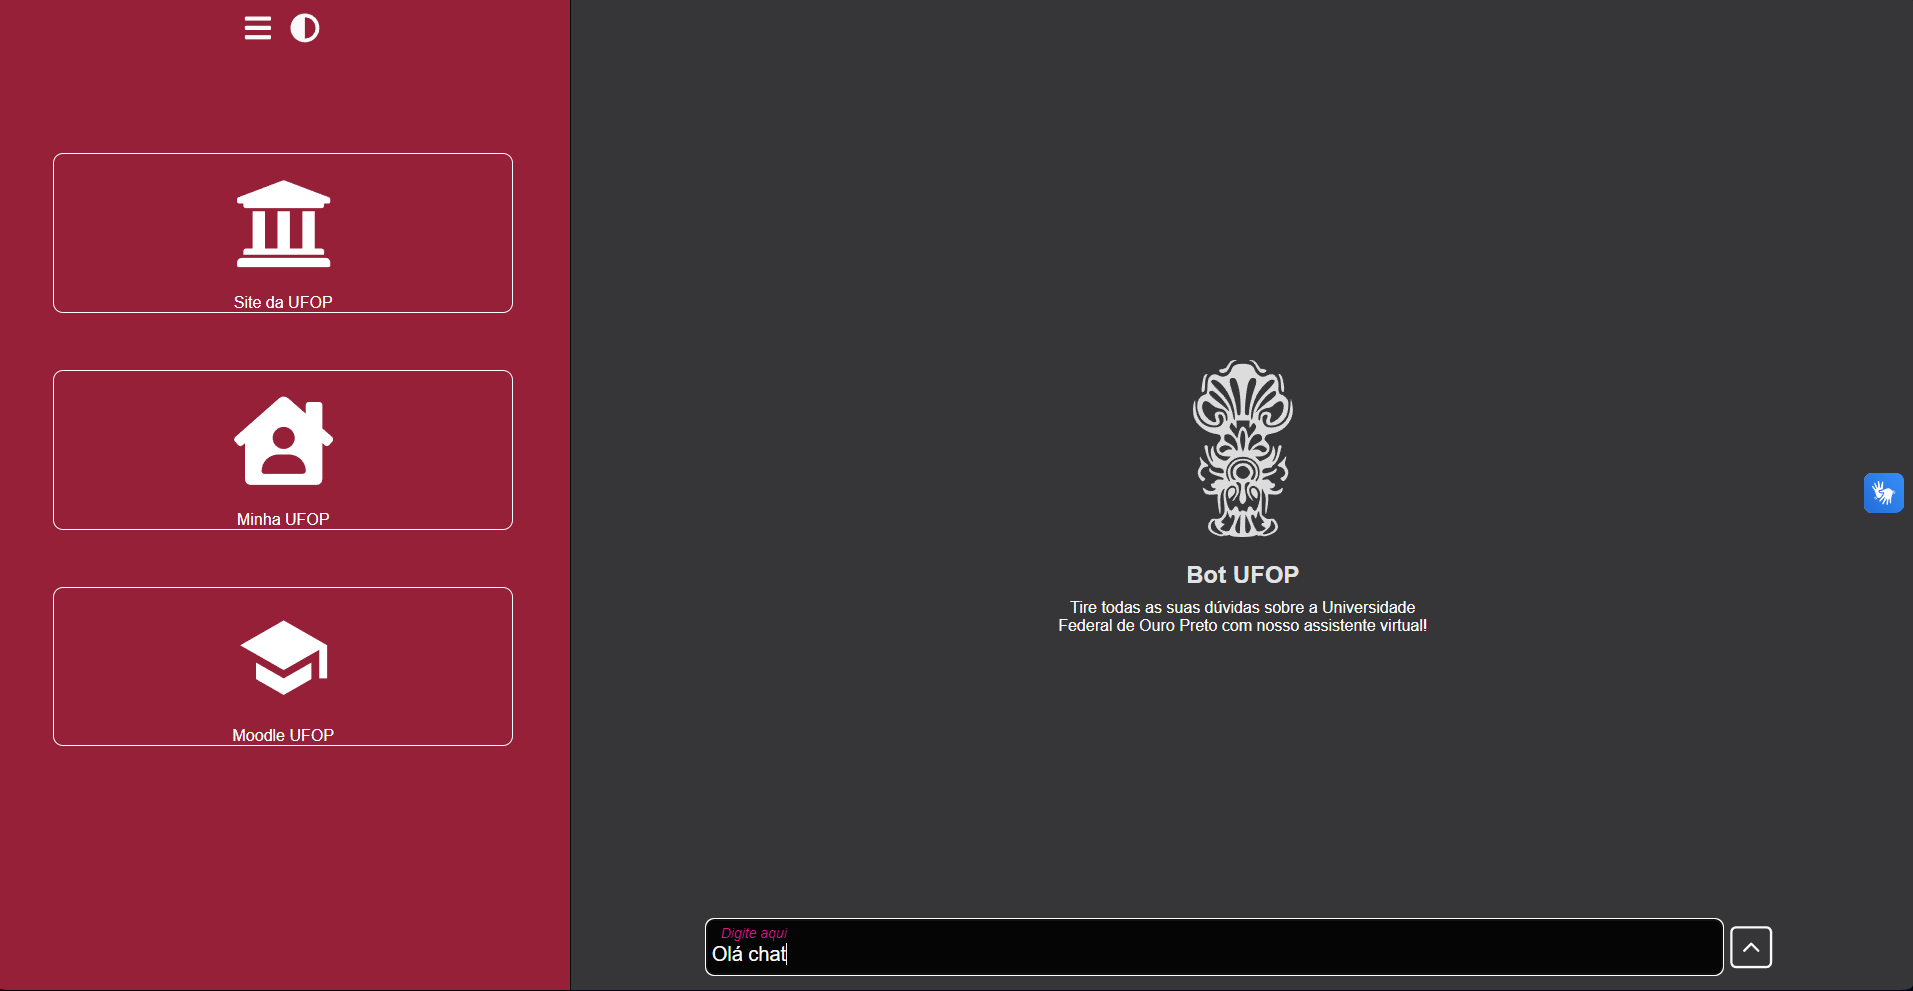 Site da UFOP
Minha UFOP
Moodle UFOP
Bot UFOP
Tire todas as suas dúvidas sobre a Universidade
Federal de Ouro Preto com nosso assistente virtual!
Digite aqui
Olá chat